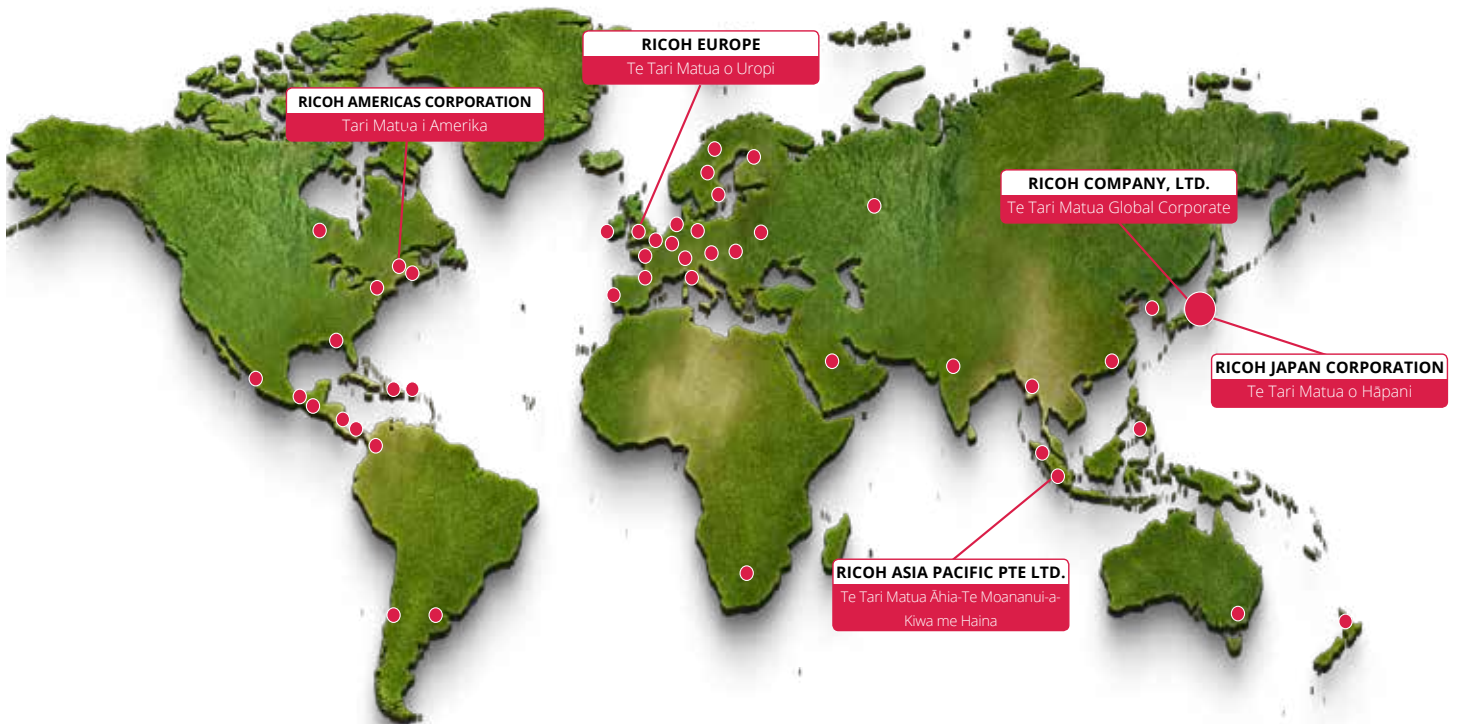 RICOH EUROPE
Te Tari Matua o Uropi
RICOH AMERICAS CORPORATION
Tari Matua i Amerika
RICOH COMPANY, LTD.
Te Tari Matua Global Corporate
RICOH JAPAN CORPORATION
Te Tari Matua o Hāpani
RICOH ASIA PACIFIC PTE LTD.
Te Tari Matua Āhia-Te Moananui-a-
Kiwa me Haina